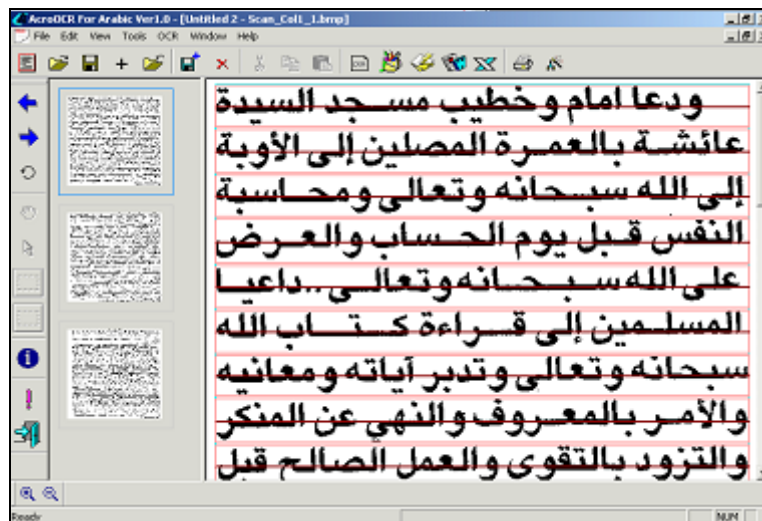 AcroOCR For Arabic Ver1.0 - [Untitled 2 - Scan_Col1_1.bmp]
File Edit View Tools OCR Window Help
ودعا امام وخطيب مسجد السيدة
عائشة بالعمرة المصلين إلى الأوبة
إلى الله سبحانه وتعالى ومحاسبة
النفس قبل يوم الحساب والعرض
على الله سبحانه وتعالى..داعيا
المسلمين إلى قراءة كتاب الله
سبحانه وتعالى وتدبر آياته ومعانيه
والأمر بالمعروف والنهي عن المنكر
والتزود بالتقوى والعمل الصالح قبل
Ready NUM